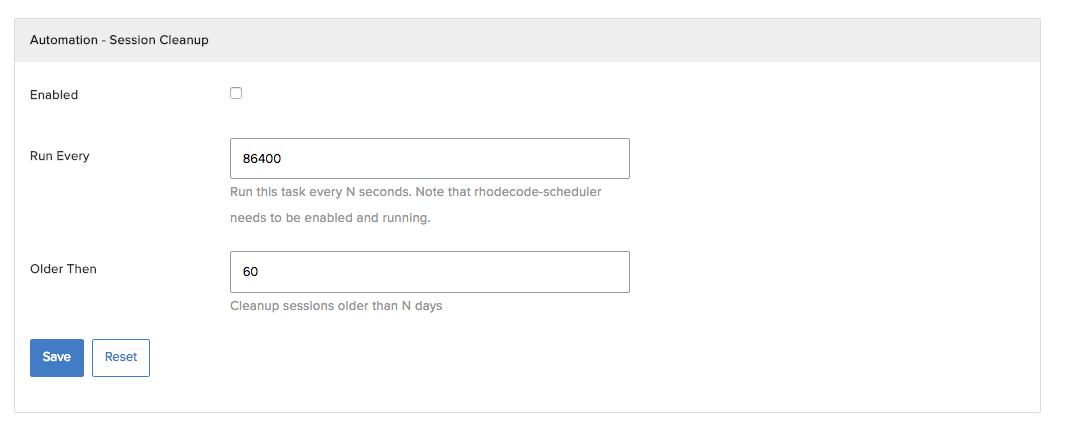 Automation - Session Cleanup
Enabled
Run Every
86400
Run this task every N seconds. Note that rhodecode-scheduler
needs to be enabled and running.
Older Then
60
Cleanup sessions older than N days
Save
Reset